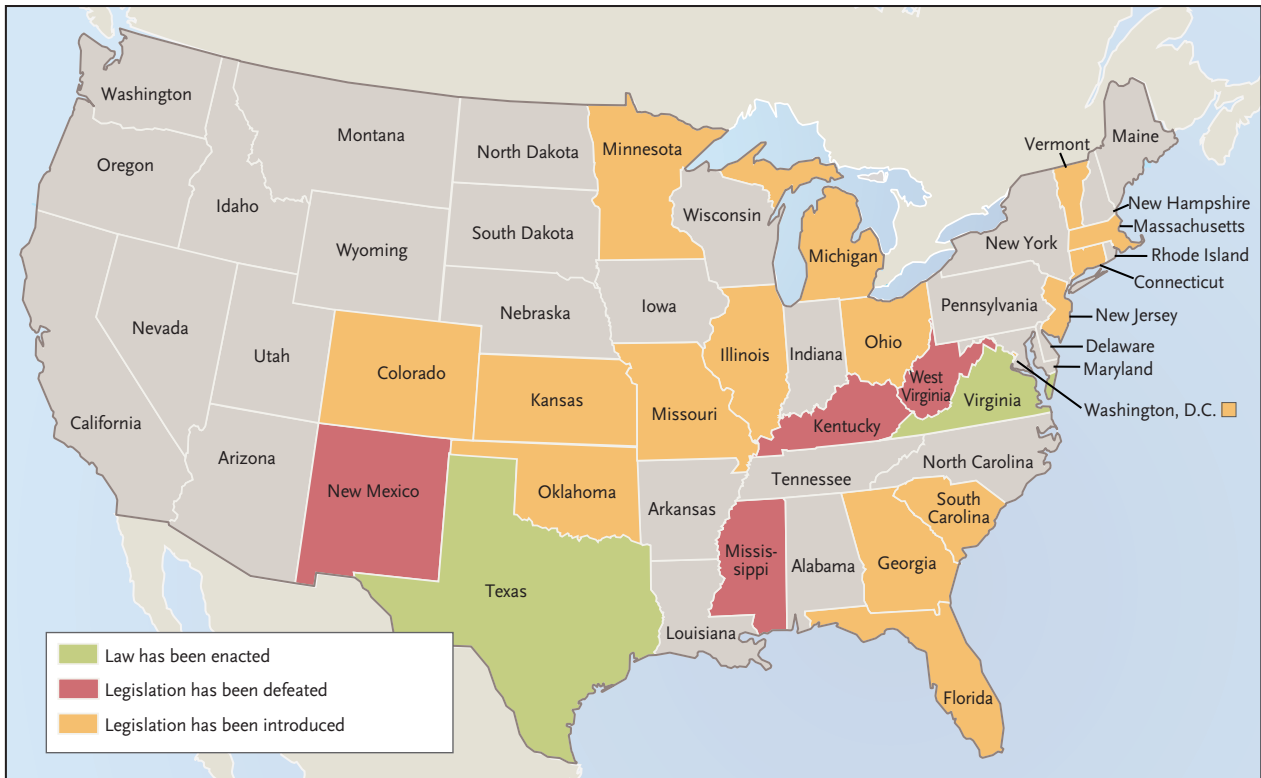 Washington
Montana
North Dakota
Minnesota
Vermont
Maine
Oregon
Idaho
South Dakota
Wisconsin
New Hampshire
Massachusetts
Wyoming
Michigan
New York
Rhode Island
Connecticut
Nebraska
Iowa
Pennsylvania
New Jersey
Nevada
Utah
Colorado
Illinois
Indiana
Ohio
Delaware
Maryland
Kansas
Missouri
West
Virginia
Virginia
Washington, D.C.
California
Kentucky
Arizona
New Mexico
Oklahoma
Arkansas
Tennessee
North Carolina
South
Carolina
Texas
Missis-
sippi
Alabama
Georgia
Louisiana
Florida
Law has been enacted
Legislation has been defeated
Legislation has been introduced